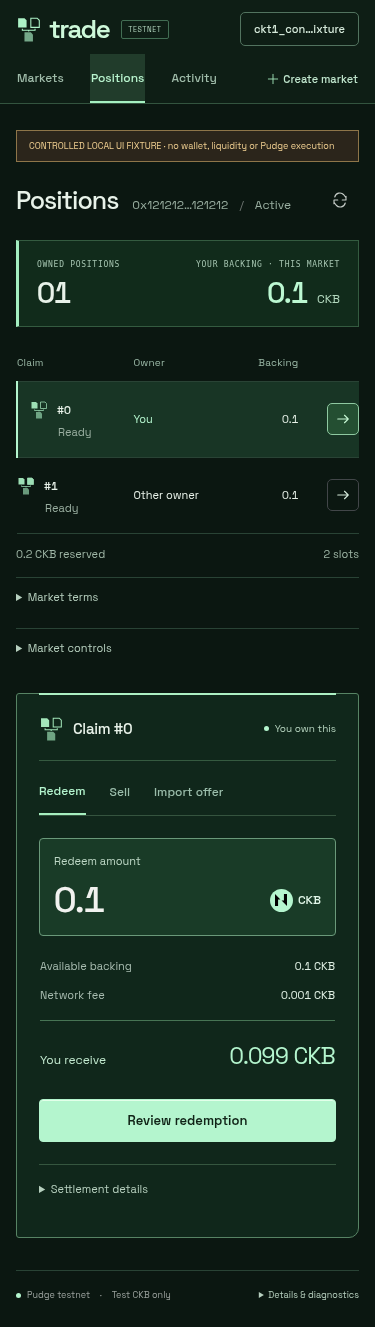 trade TESTNET ckt1_con…ixture
Markets Positions Activity + Create market
CONTROLLED LOCAL UI FIXTURE · no wallet, liquidity or Pudge execution
Positions 0x121212…121212 / Active
OWNED POSITIONS YOUR BACKING · THIS MARKET
01 0.1 CKB
Claim Owner Backing
#0 You 0.1 →
Ready
#1 Other owner 0.1 →
Ready
0.2 CKB reserved 2 slots
▶ Market terms
▶ Market controls
Claim #0 You own this
Redeem Sell Import offer
Redeem amount
0.1 CKB
Available backing 0.1 CKB
Network fee 0.001 CKB
You receive 0.099 CKB
Review redemption
▶ Settlement details
Pudge testnet · Test CKB only ▶ Details & diagnostics